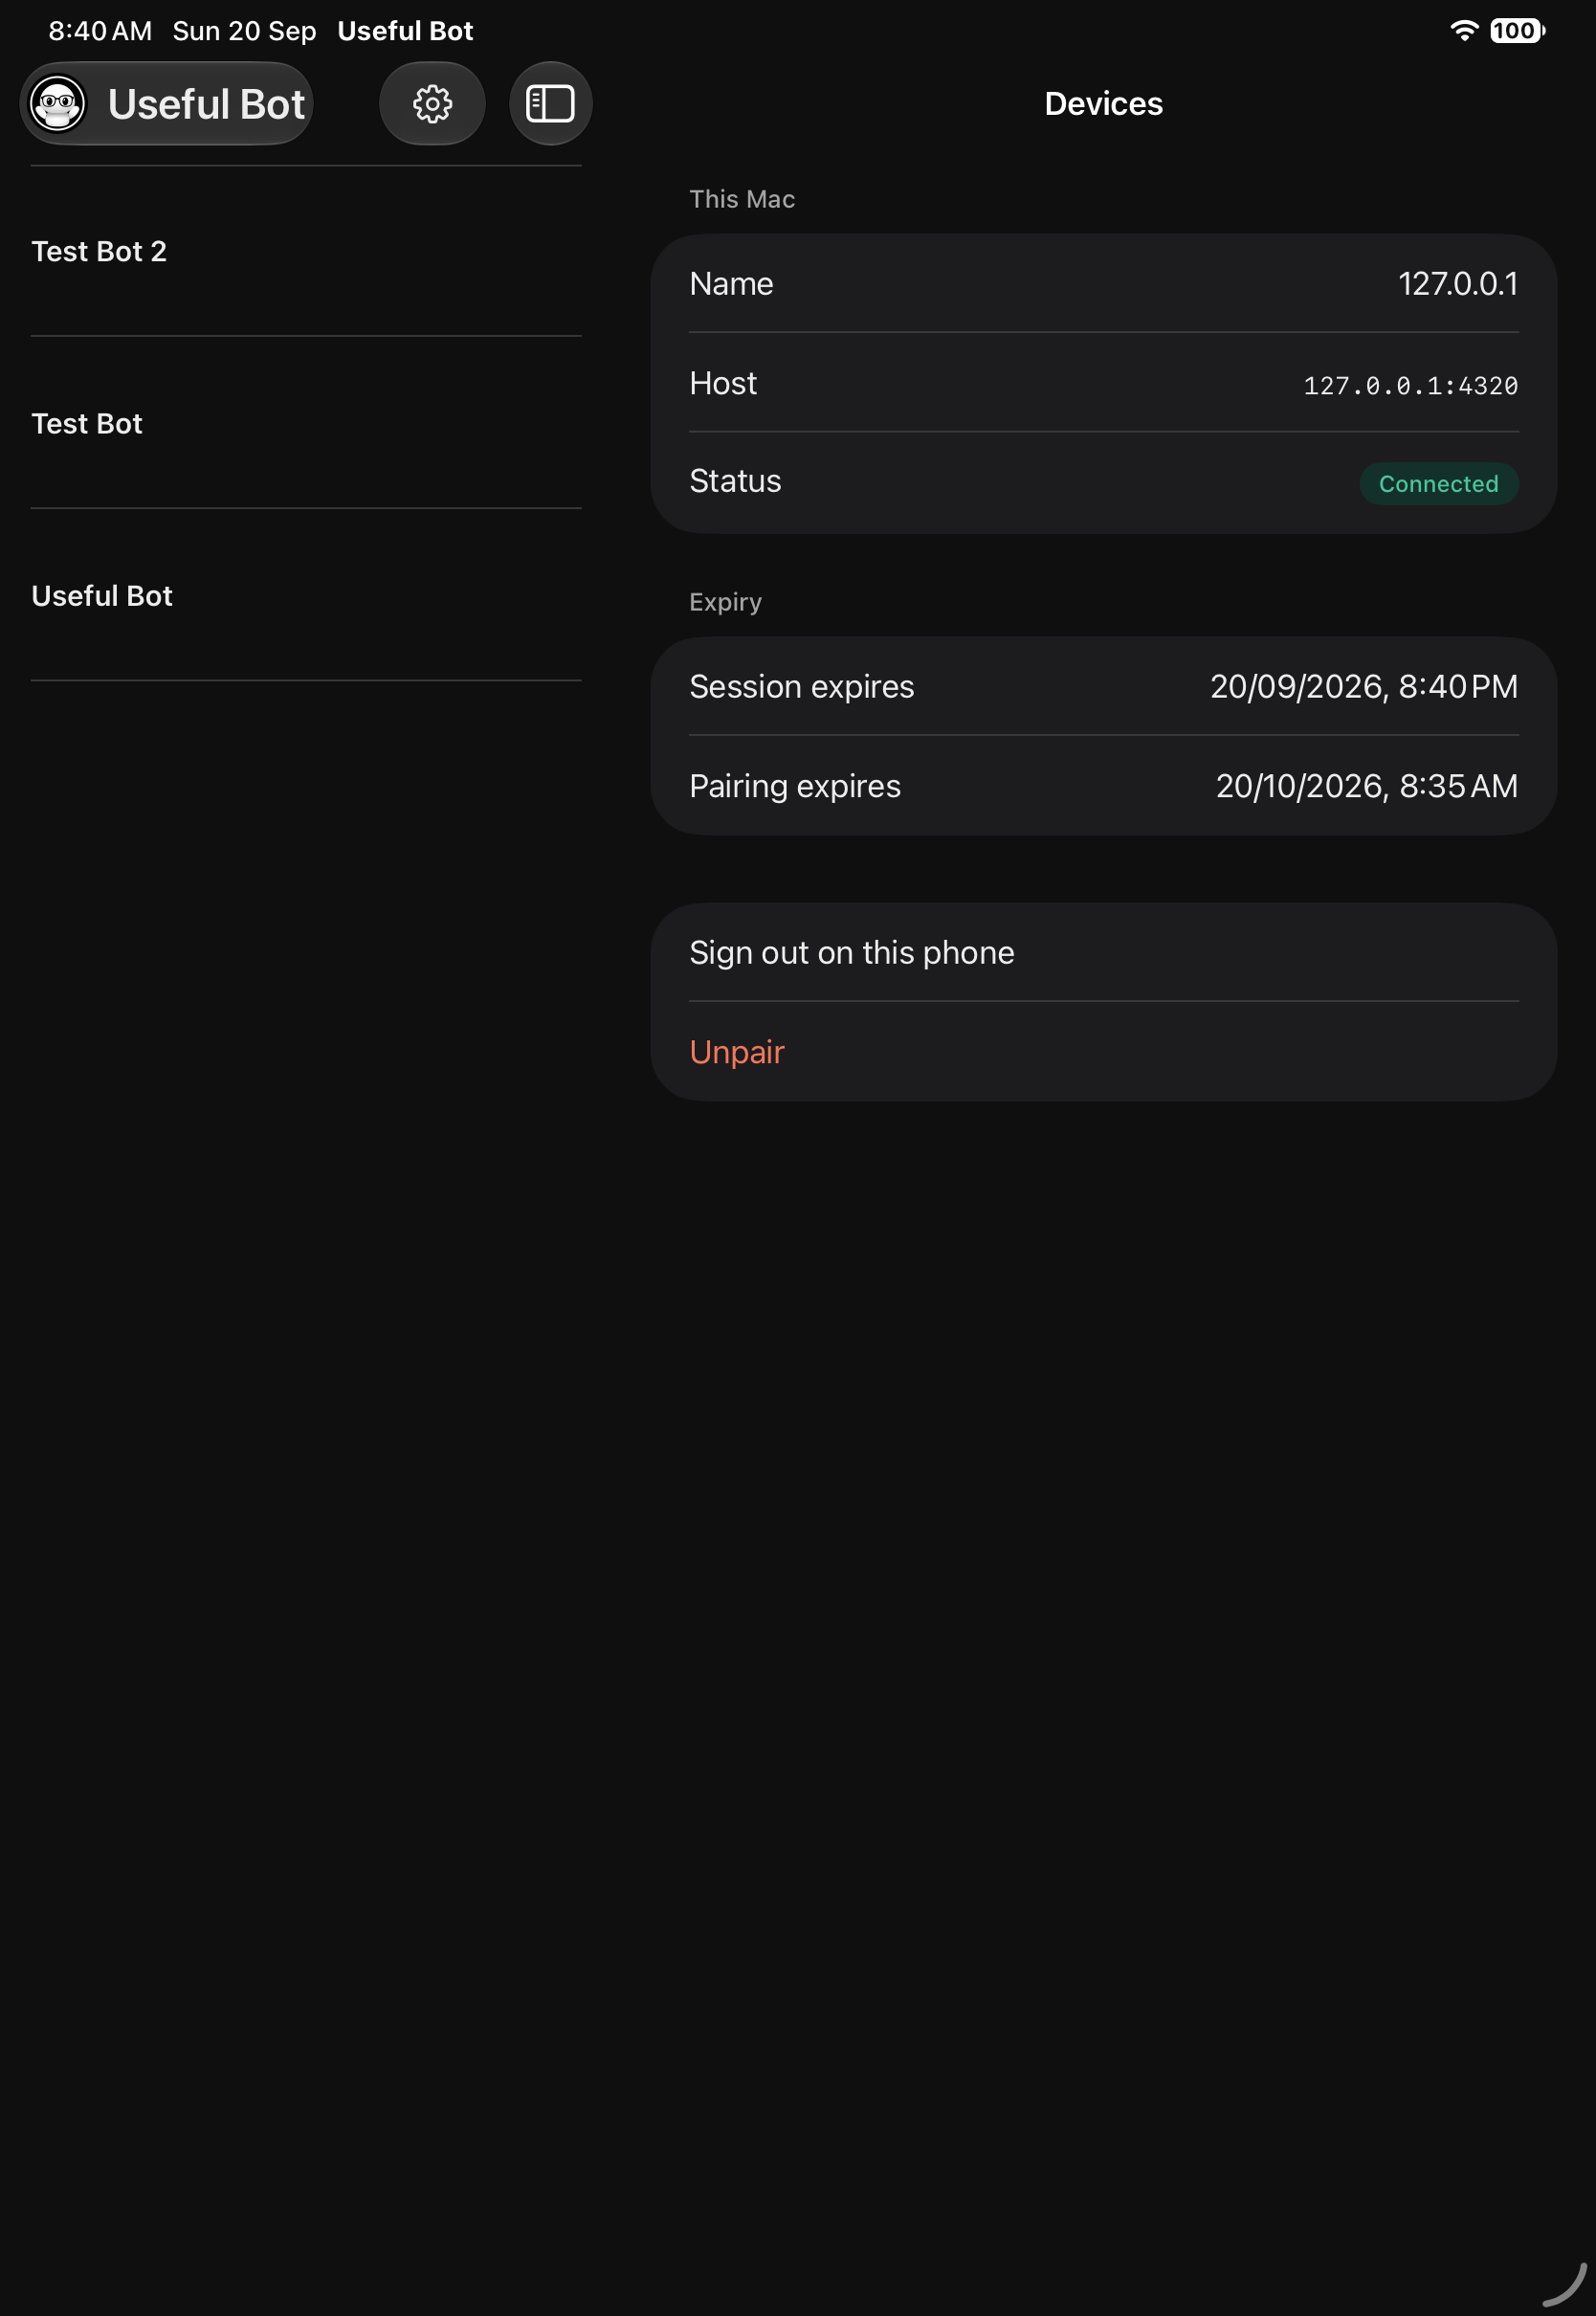 8:40 AM Sun 20 Sep Useful Bot
100
Useful Bot
Test Bot 2
Test Bot
Useful Bot
Devices
This Mac
Name 127.0.0.1
Host 127.0.0.1:4320
Status Connected
Expiry
Session expires 20/09/2026, 8:40 PM
Pairing expires 20/10/2026, 8:35 AM
Sign out on this phone
Unpair